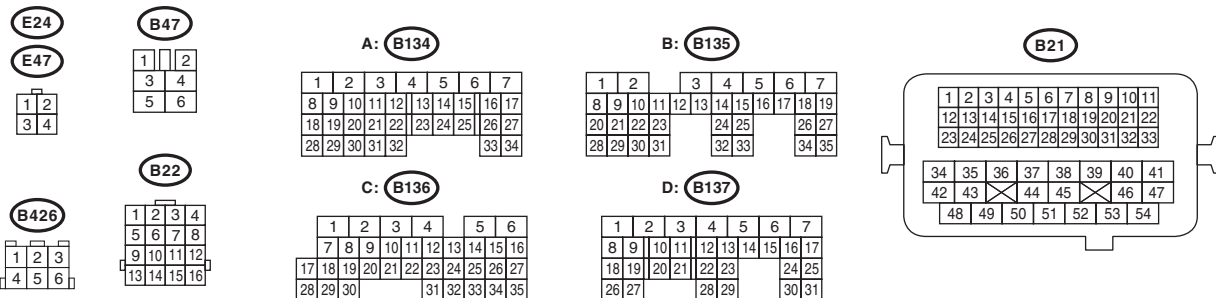 E24
E47
1 2
3 4
B47
1 2
3 4
5 6
B426
1 2 3
4 5 6
B22
1 2 3 4
5 6 7 8
9 10 11 12
13 14 15 16
A: B134
1 2 3 4 5 6 7
8 9 10 11 12 13 14 15 16 17
18 19 20 21 22 23 24 25 26 27
28 29 30 31 32 33 34
B: B135
1 2 3 4 5 6 7
8 9 10 11 12 13 14 15 16 17 18 19
20 21 22 23 24 25 26 27
28 29 30 31 32 33 34 35
C: B136
1 2 3 4 5 6
7 8 9 10 11 12 13 14 15 16
17 18 19 20 21 22 23 24 25 26 27
28 29 30 31 32 33 34 35
D: B137
1 2 3 4 5 6 7
8 9 10 11 12 13 14 15 16 17
18 19 20 21 22 23 24 25
26 27 28 29 30 31
B21
1 2 3 4 5 6 7 8 9 10 11
12 13 14 15 16 17 18 19 20 21 22
23 24 25 26 27 28 29 30 31 32 33
34 35 36 37 38 39 40 41
42 43 44 45 46 47
48 49 50 51 52 53 54